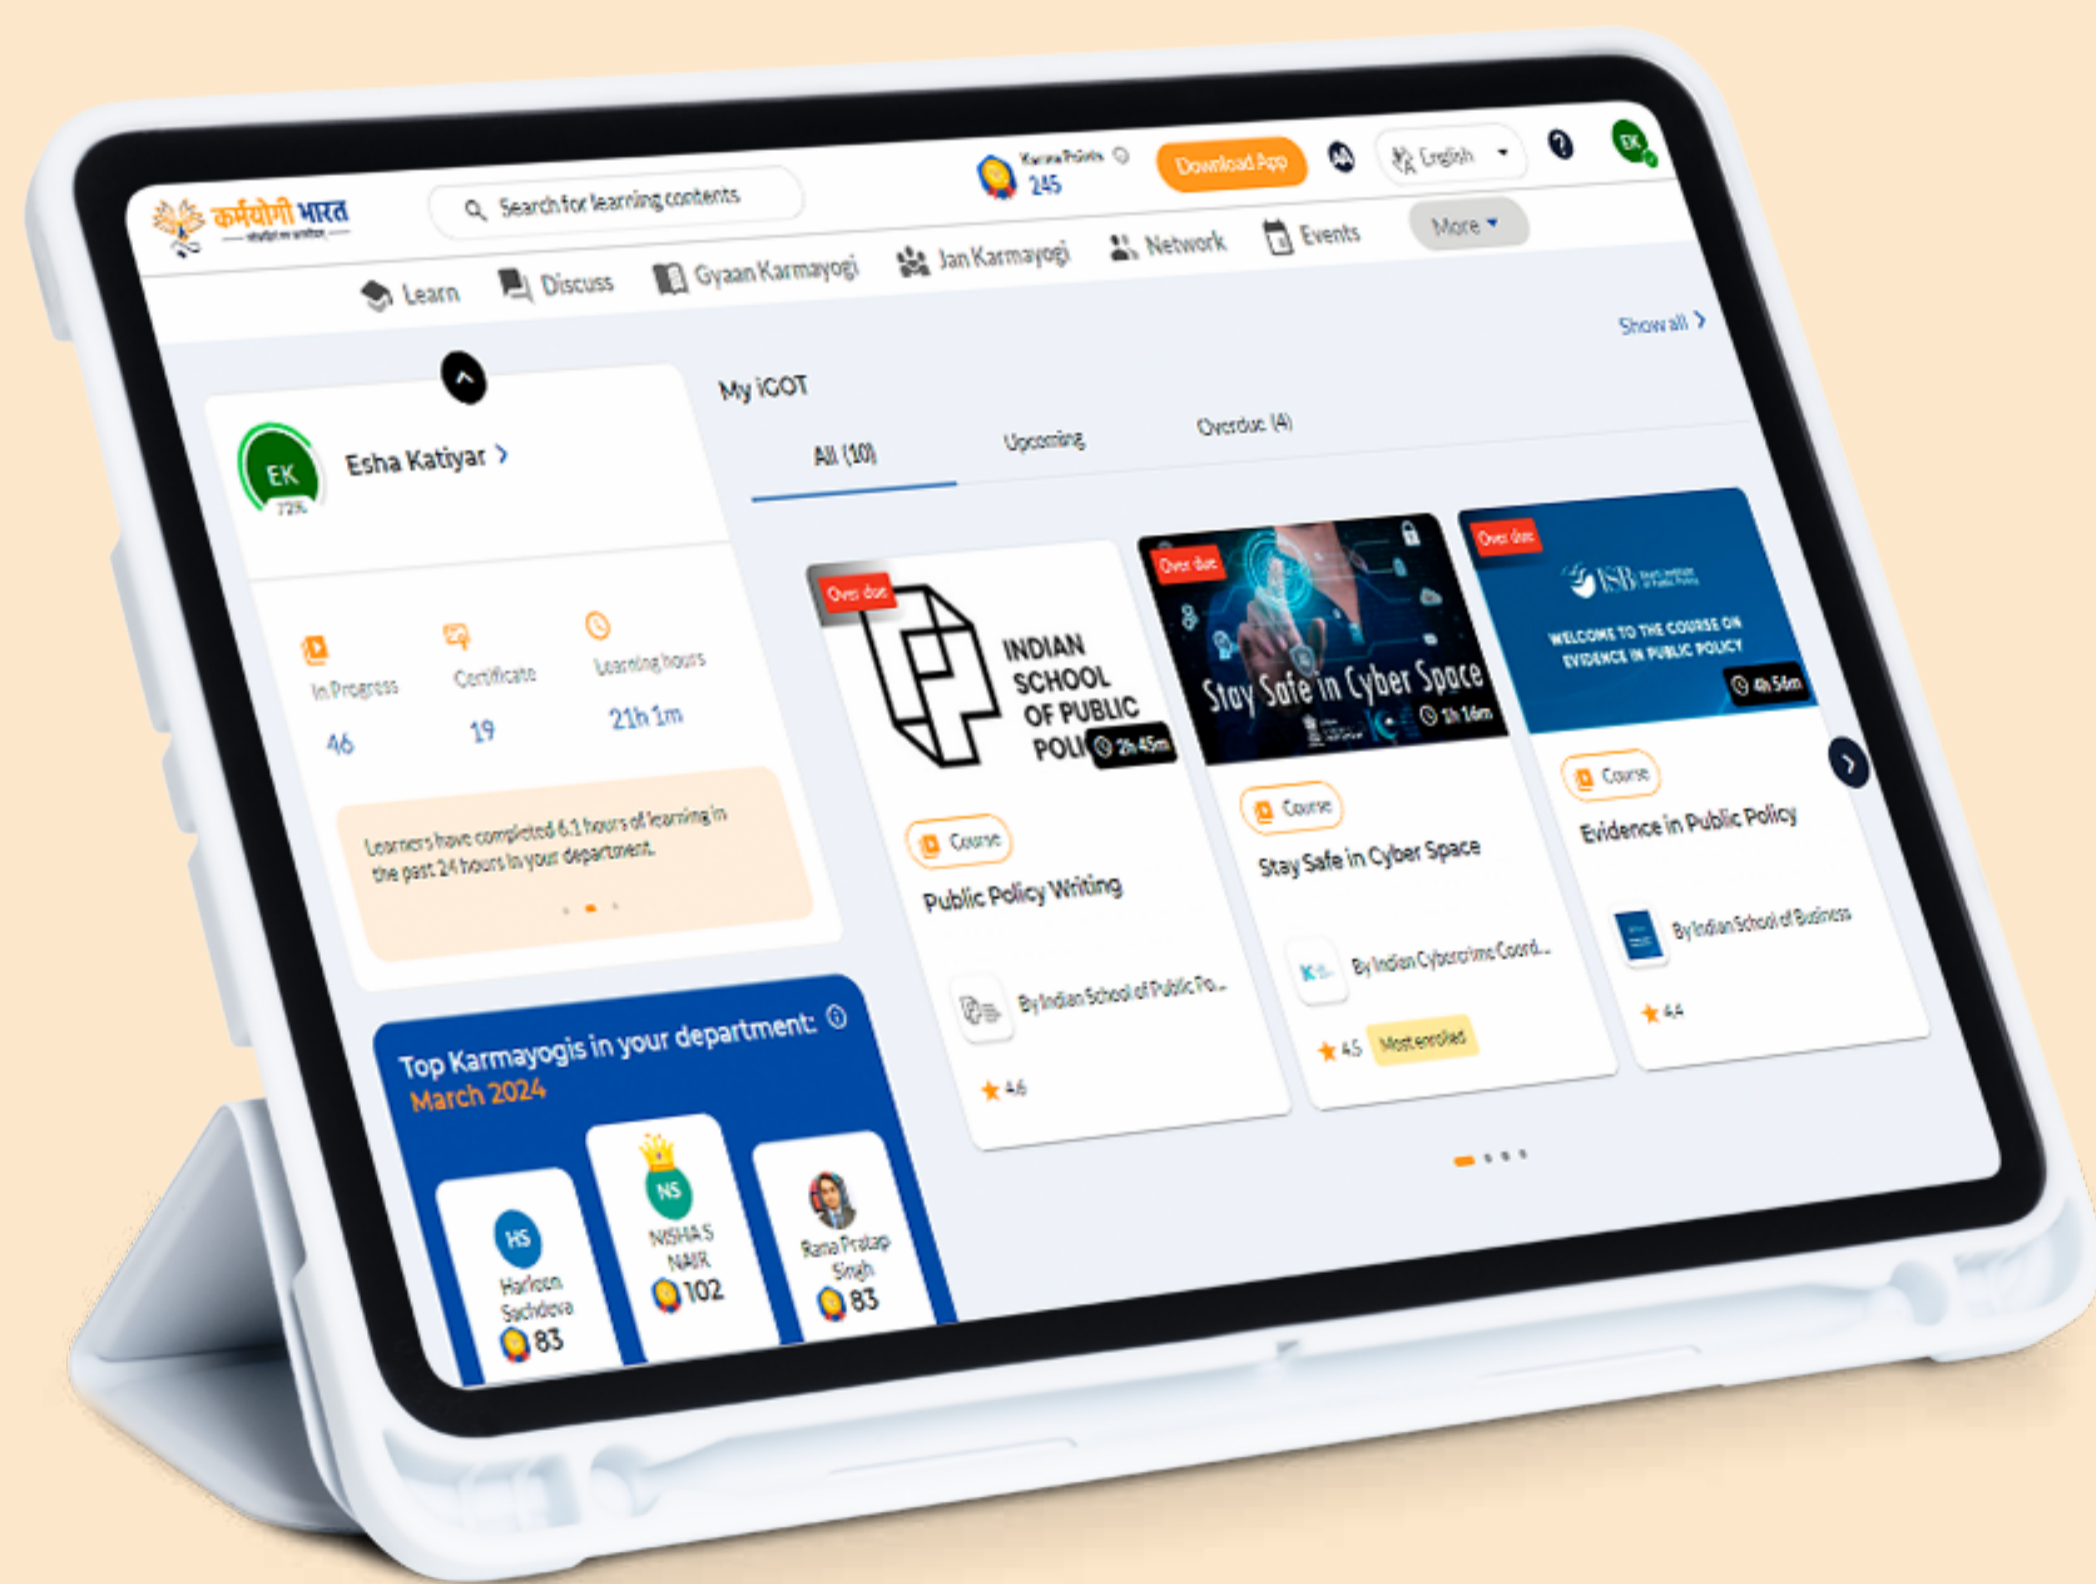 कर्मयोगी भारत
Search for learning contents
Karma Points
245
Download App
AA
English
?
EK
Learn
Discuss
Gyaan Karmayogi
Jan Karmayogi
Network
Events
More
EK
72%
Esha Katiyar
In Progress
46
Certificate
19
Learning hours
21h 1m
Learners have completed 6.1 hours of learning in
the past 24 hours in your department.
Top Karmayogis in your department:
March 2024
HS
Harleen
Sachdeva
83
NS
NISHA S
NAIR
102
Rana Pratap
Singh
83
My iGOT
Show all
All (10)
Upcoming
Overdue (4)
Over due
INDIAN
SCHOOL
OF PUBLIC
2h 45m
Course
Public Policy Writing
By Indian School of Public Po...
4.6
Over due
Stay Safe in Cyber Space
1h 16m
Course
Stay Safe in Cyber Space
By Indian Cybercrime Coord...
4.5
Most enrolled
Over due
ISB
WELCOME TO THE COURSE ON
EVIDENCE IN PUBLIC POLICY
4h 54m
Course
Evidence in Public Policy
By Indian School of Business
4.4